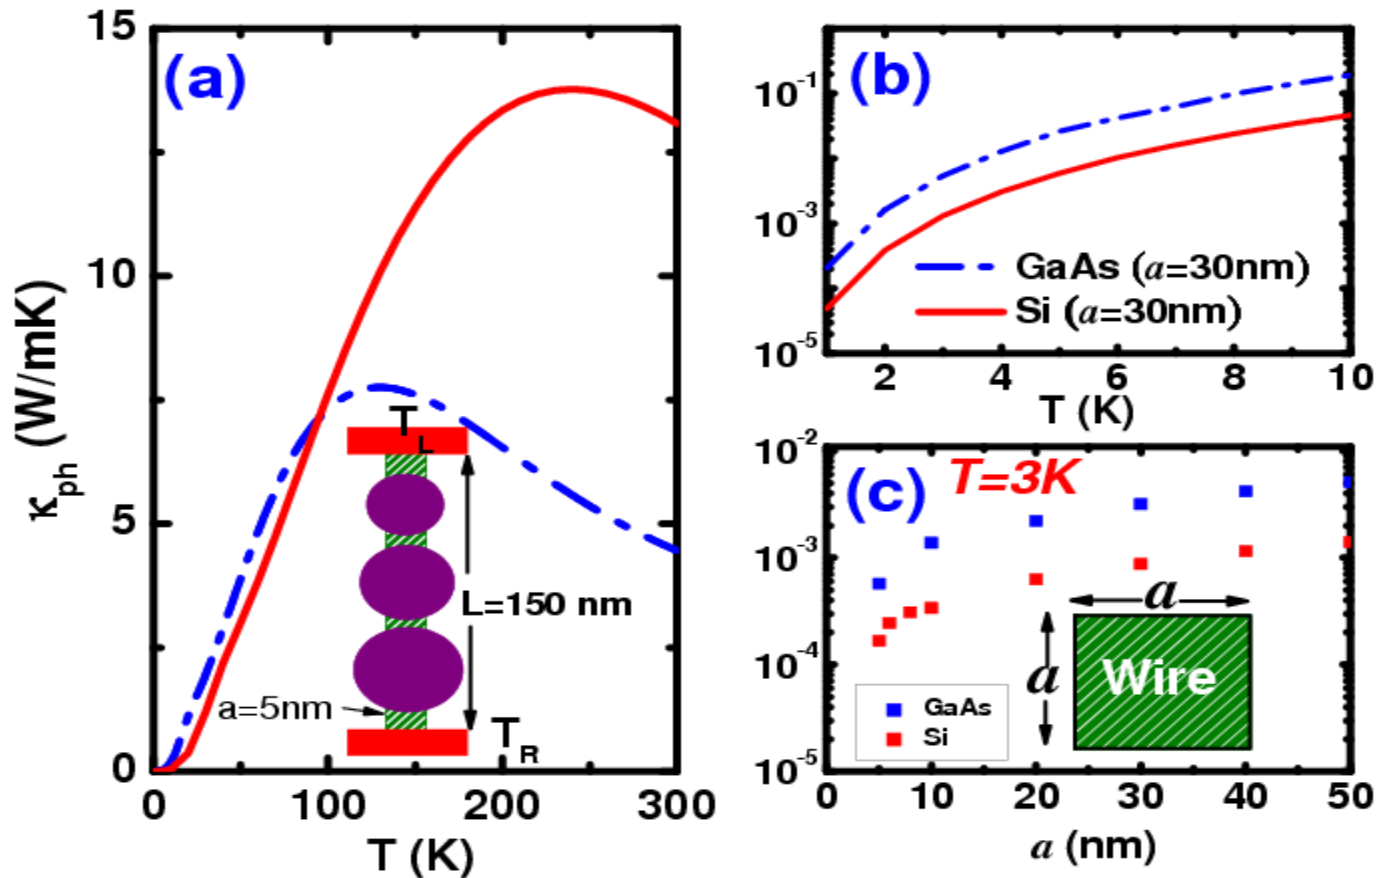 (a)
15
10
5
0
κph (W/mK)
0 100 200 300
T (K)
TL
L=150 nm
a=5nm
TR
(b)
10-1
10-3
10-5
GaAs (a=30nm)
Si (a=30nm)
2 4 6 8 10
T (K)
(c)
T=3K
10-2
10-3
10-4
10-5
a
a
Wire
GaAs
Si
0 10 20 30 40 50
a (nm)